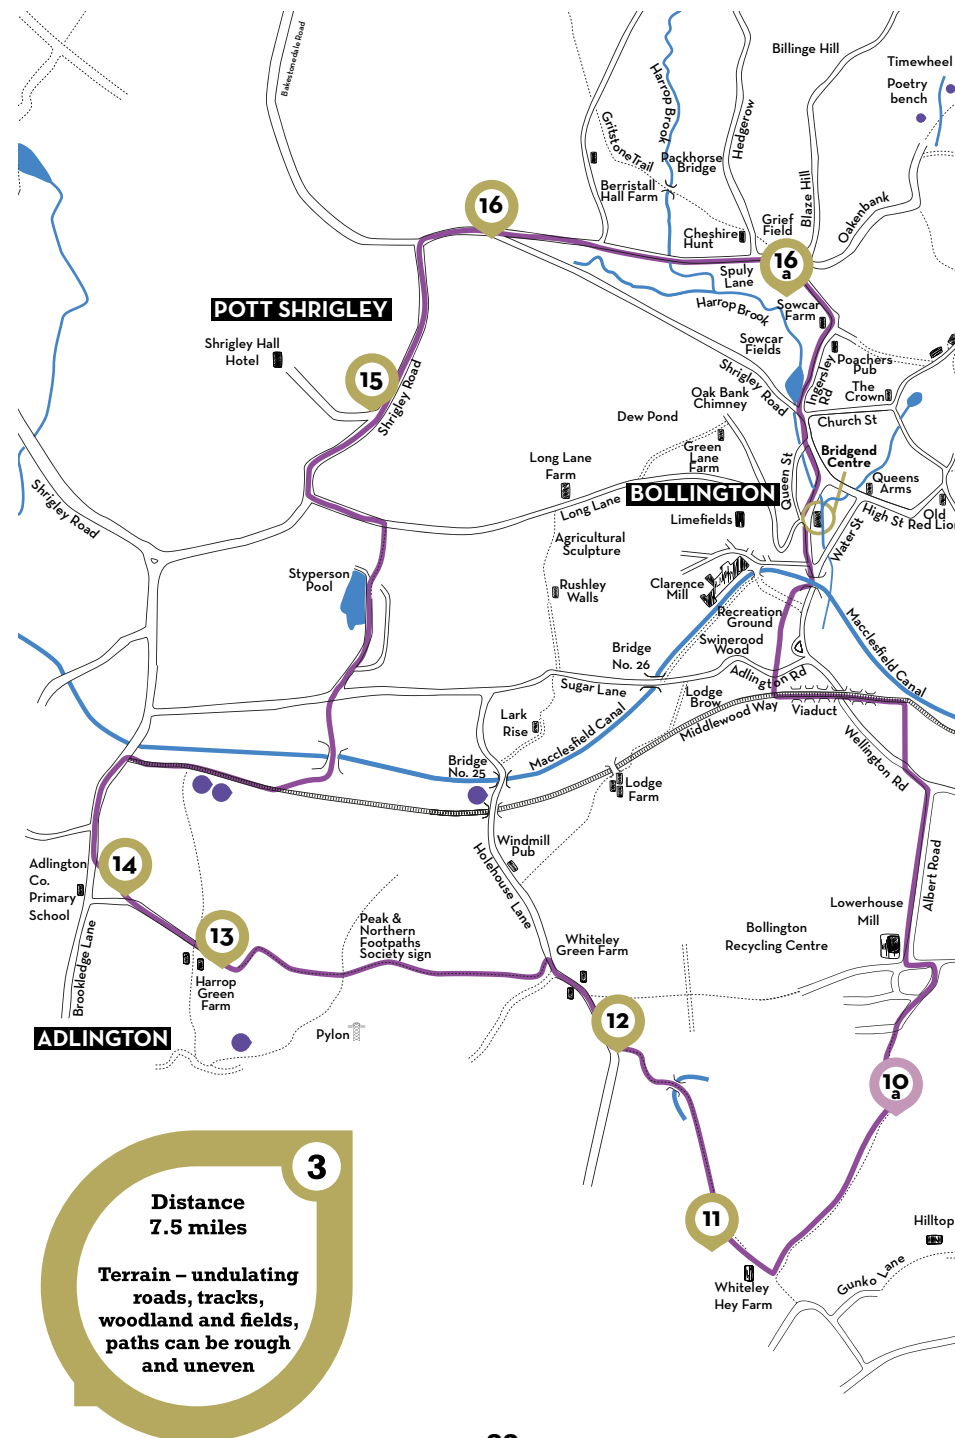 Bakestonedale Road
Billinge Hill
Timewheel
Poetry
bench
Harrop Brook
Hedgerow
Gritstone Trail
Packhorse
Bridge
Berristall
Hall Farm
Blaze Hill
Oakenbank
16
Cheshire
Hunt
Grief
Field
16
a
Spuly
Lane
Harrop Brook
Sowcar
Farm
POTT SHRIGLEY
Shrigley Hall
Hotel
15
Shrigley Road
Sowcar
Fields
Shrigley Road
Ingersley
Rd
Poachers
Pub
The
Crown
Oak Bank
Chimney
Dew Pond
Church St
Green
Lane
Farm
Bridgend
Centre
Queen St
Long Lane
Farm
Long Lane
BOLLINGTON
Queens
Arms
High St
Old
Red Lion
Limefields
Water St
Shrigley Road
Agricultural
Sculpture
Styperson
Pool
Rushley
Walls
Clarence
Mill
Recreation
Ground
Swinerood
Wood
Macclesfield Canal
Bridge
No. 26
Adlington Rd
Sugar Lane
Lodge
Brow
Middlewood Way
Viaduct
Lark
Rise
Macclesfield Canal
Wellington Rd
Bridge
No. 25
Lodge
Farm
Windmill
Pub
Holehouse Lane
Albert Road
Adlington
Co.
Primary
School
14
Brookledge Lane
13
Harrop
Green
Farm
Peak &
Northern
Footpaths
Society sign
Whiteley
Green Farm
Lowerhouse
Mill
Bollington
Recycling Centre
ADLINGTON
Pylon
12
10
a
11
Whiteley
Hey Farm
Hilltop
Gunko Lane
3
Distance
7.5 miles
Terrain – undulating
roads, tracks,
woodland and fields,
paths can be rough
and uneven